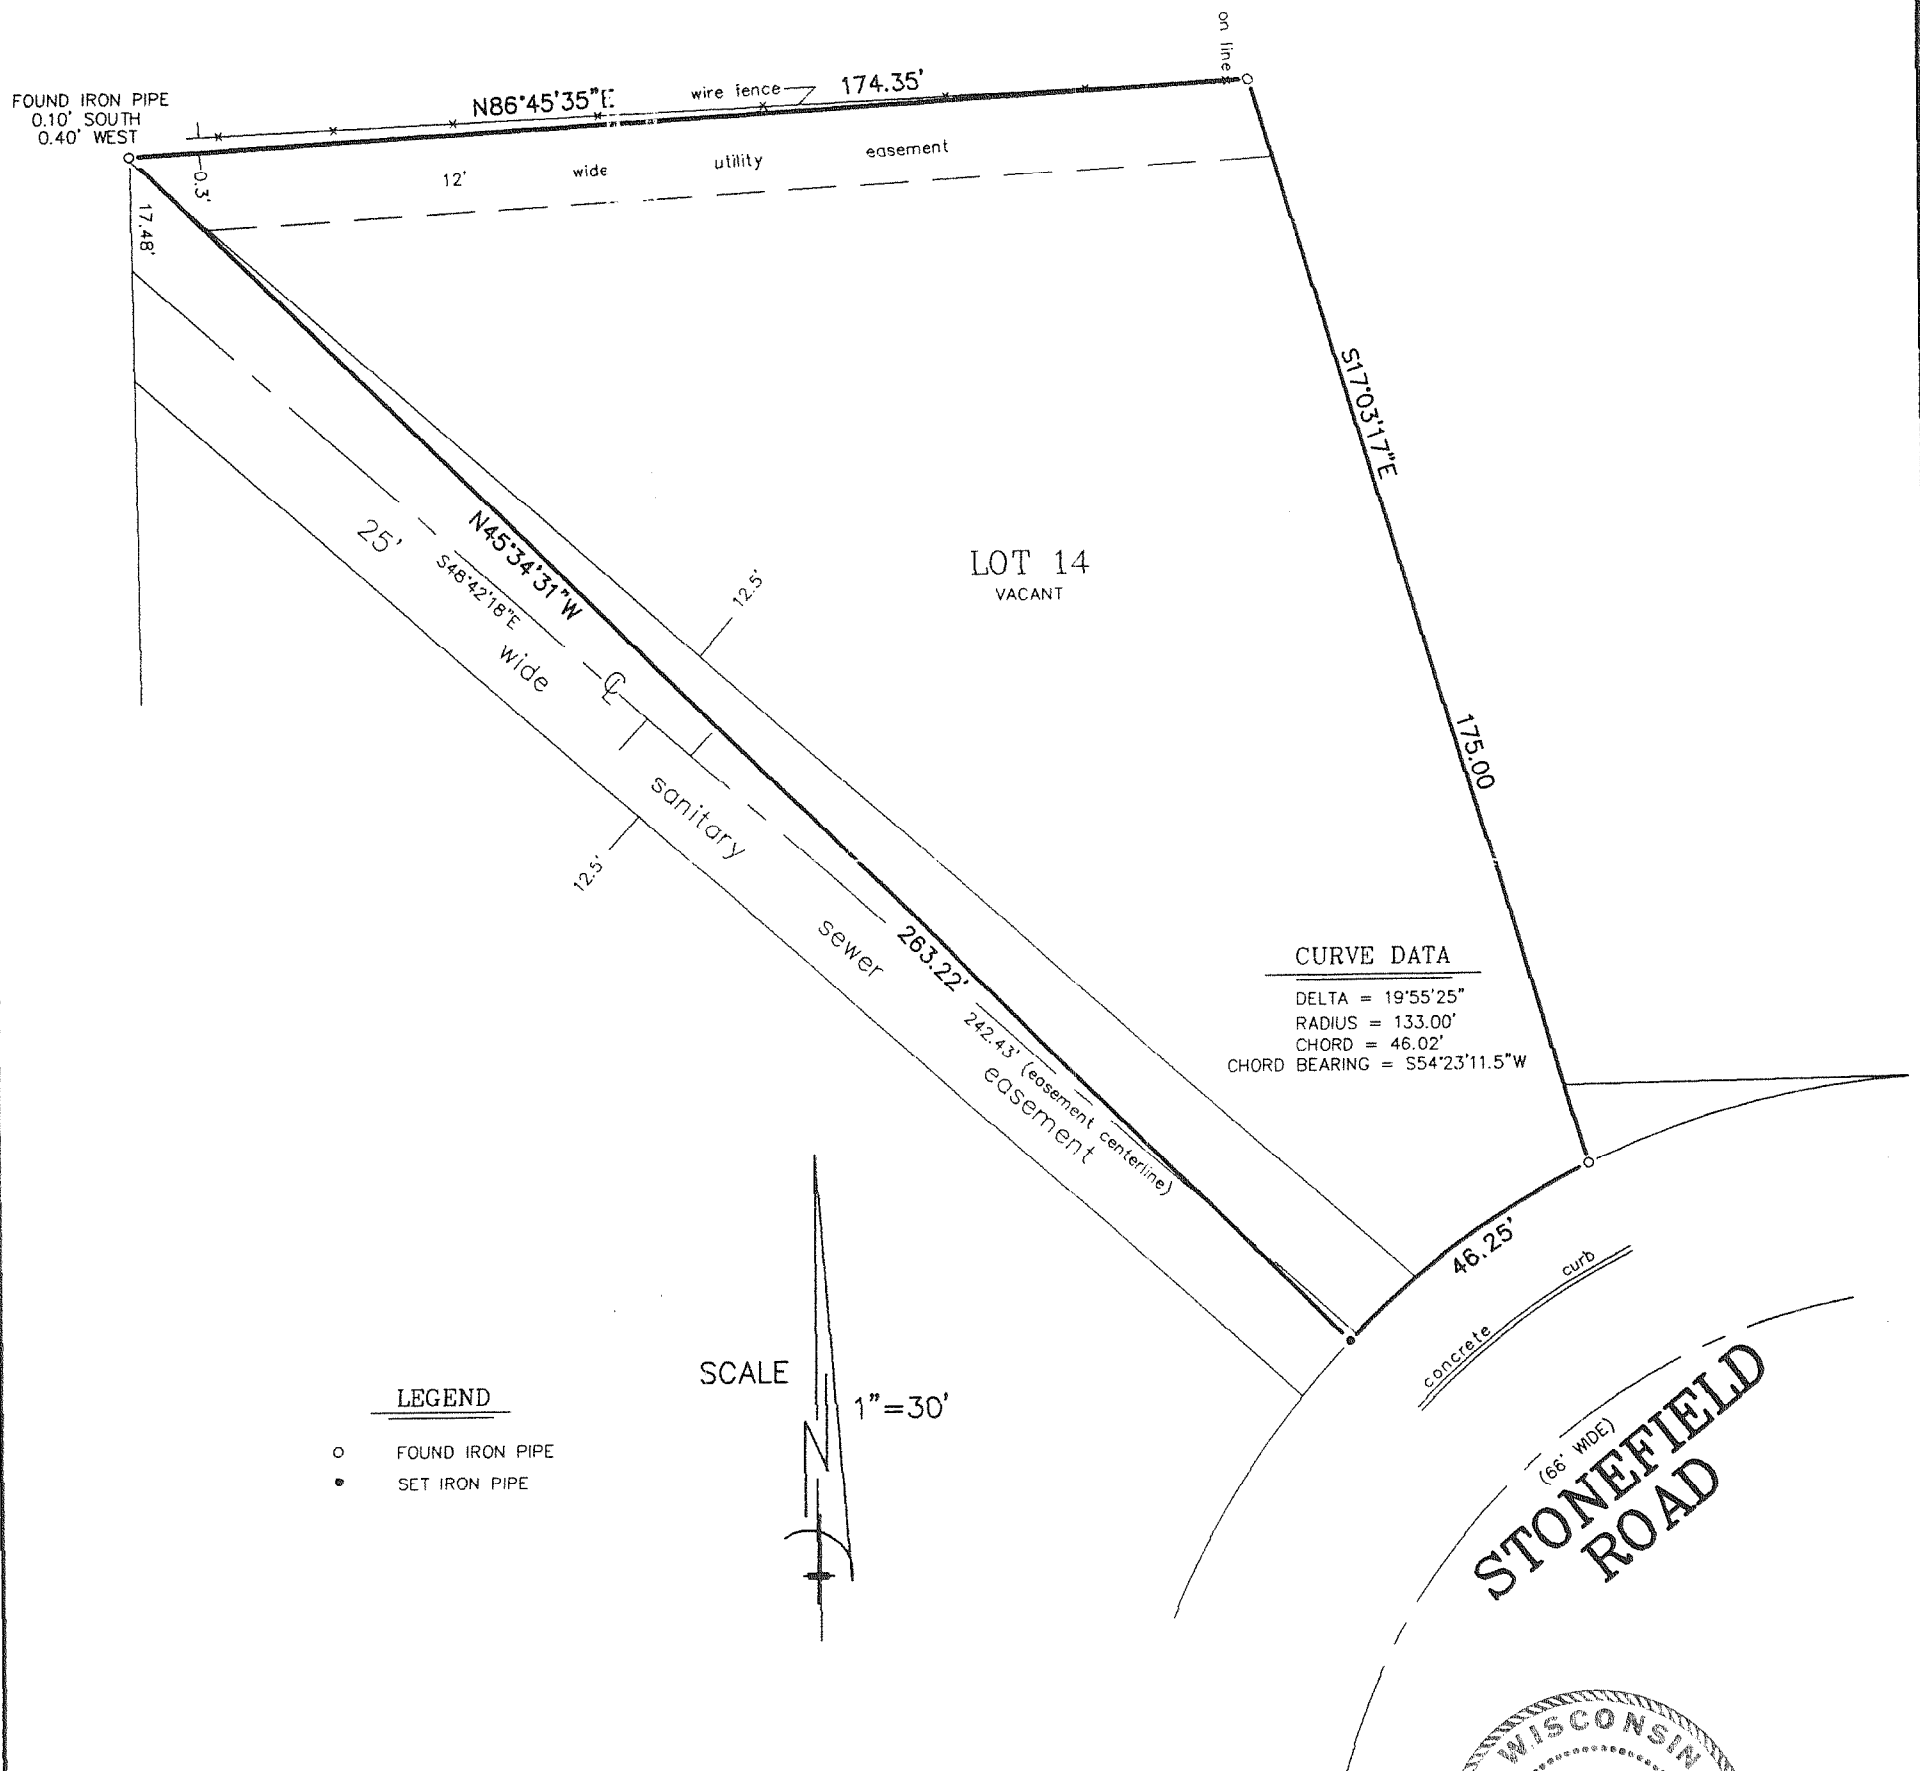 on line
FOUND IRON PIPE
0.10' SOUTH
0.40' WEST
N86°45'35"E
wire fence
174.35'
0.3'
12' wide utility easement
17.48'
S17°03'17"E
175.00
N45°34'31"W
263.22'
S48°42'18"E
242.43' (easement centerline)
25' wide sanitary sewer easement
12.5'
12.5'
LOT 14
VACANT
CURVE DATA
DELTA = 19°55'25"
RADIUS = 133.00'
CHORD = 46.02'
CHORD BEARING = S54°23'11.5"W
46.25'
concrete curb
(66' WIDE)
STONEFIELD
ROAD
SCALE
1"=30'
N
LEGEND
FOUND IRON PIPE
SET IRON PIPE
WISCONSIN